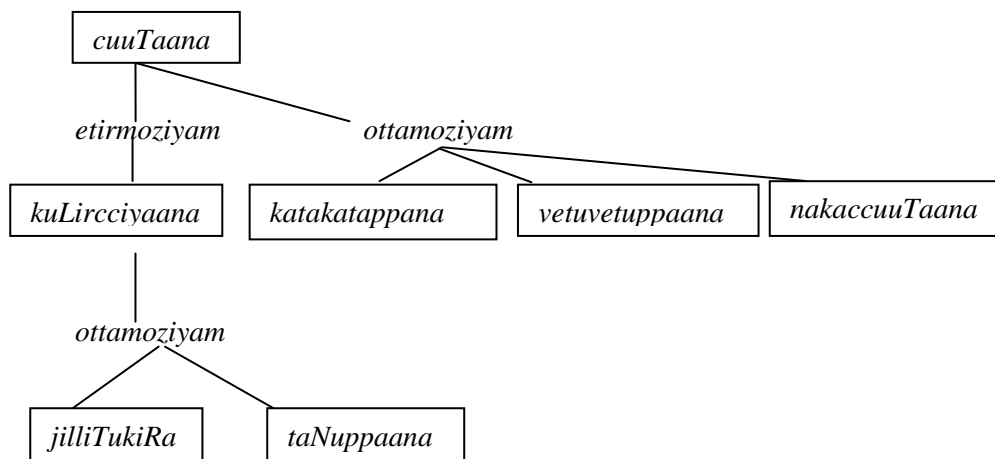 cuuTaana
etirmoziyam ottamoziyam
kuLircciyaana katakatappana vetuvetuppaana nakaccuuTaana
ottamoziyam
jilliTukiRa taNuppaana